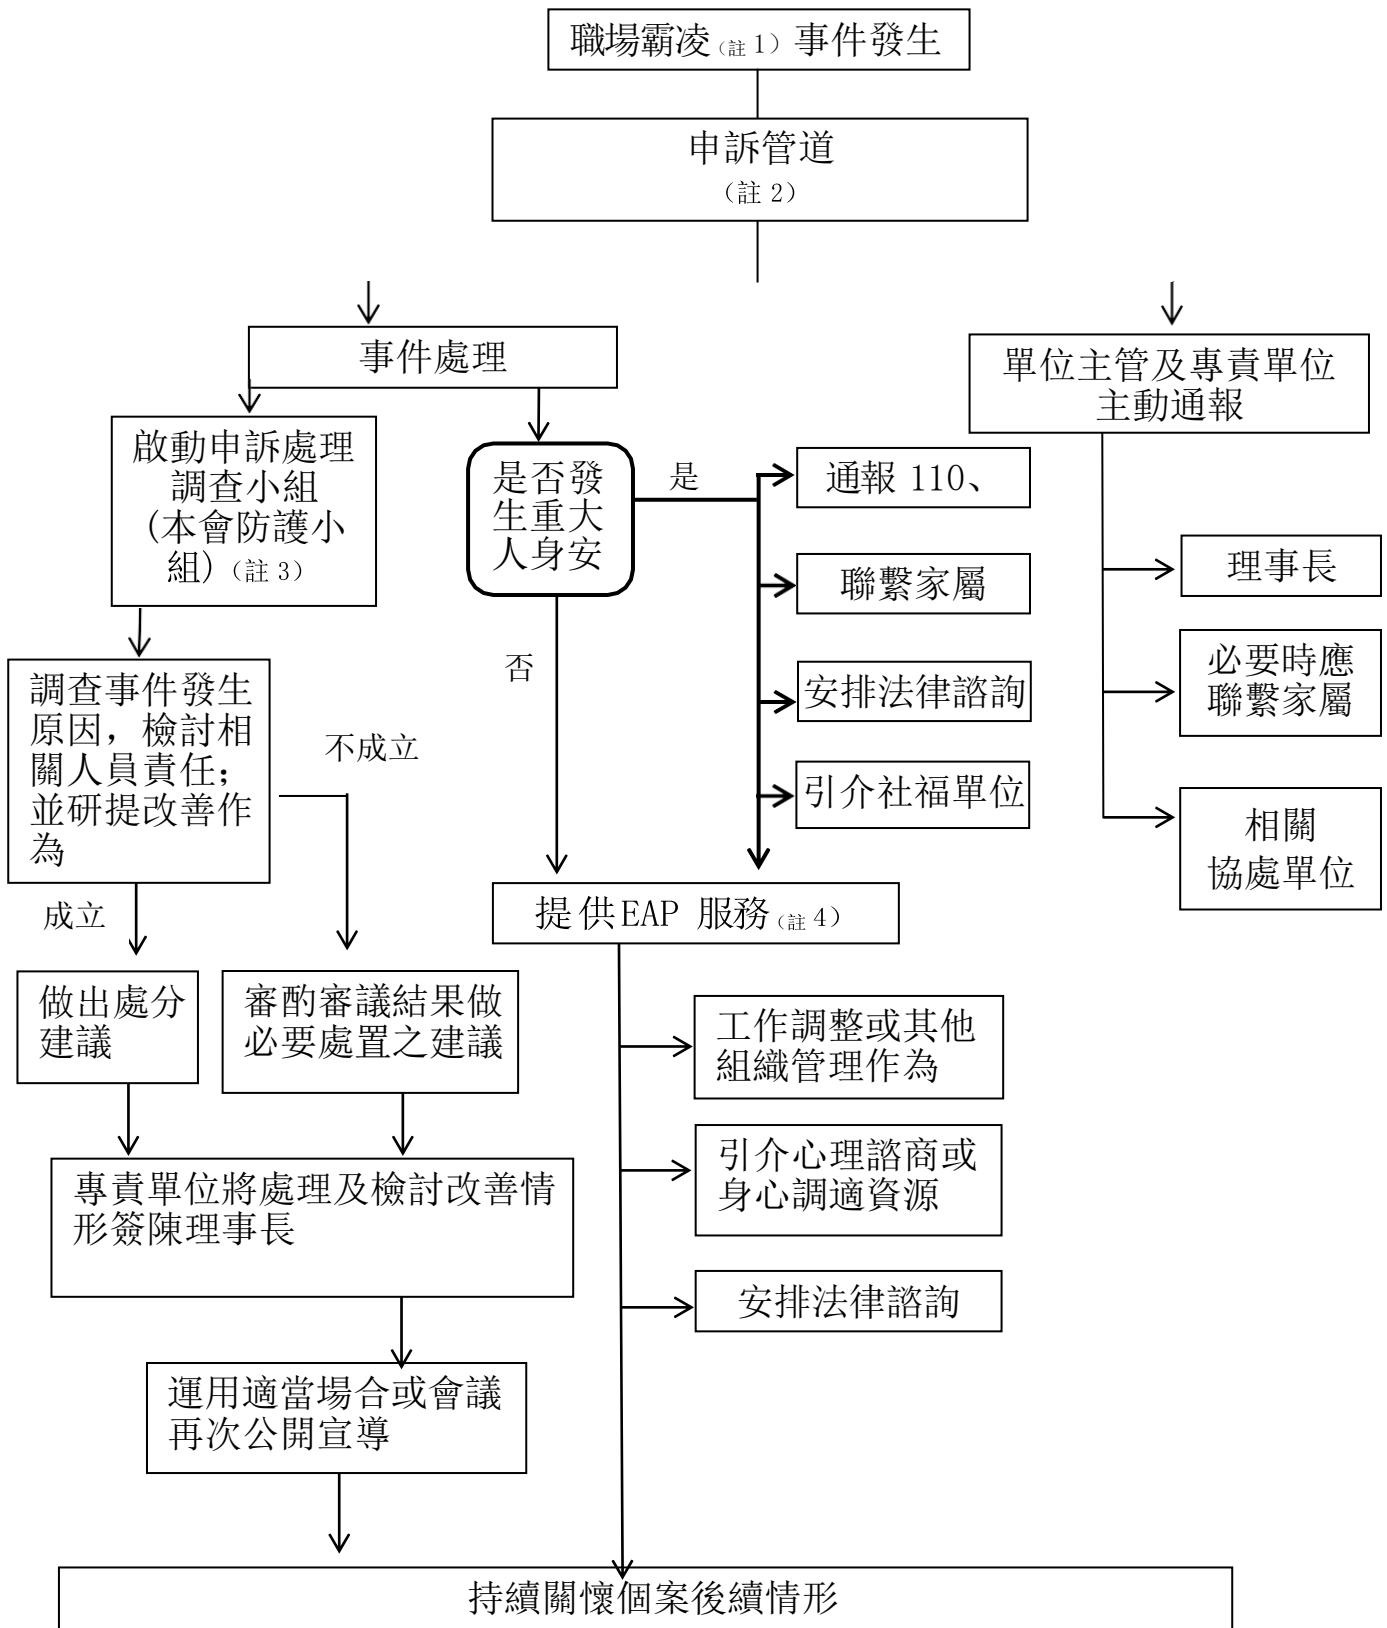 職場霸凌(註 1)事件發生
申訴管道
(註 2)
事件處理
單位主管及專責單位
主動通報
啟動申訴處理
調查小組
(本會防護小
組)(註 3)
是否發
生重大
人身安
是
通報 110、
聯繫家屬
安排法律諮詢
引介社福單位
理事長
必要時應
聯繫家屬
相關
協處單位
否
調查事件發生
原因，檢討相
關人員責任；
並研提改善作
為
不成立
成立
提供EAP 服務(註 4)
做出處分
建議
審酌審議結果做
必要處置之建議
工作調整或其他
組織管理作為
引介心理諮商或
身心調適資源
安排法律諮詢
專責單位將處理及檢討改善情
形簽陳理事長
運用適當場合或會議
再次公開宣導
持續關懷個案後續情形